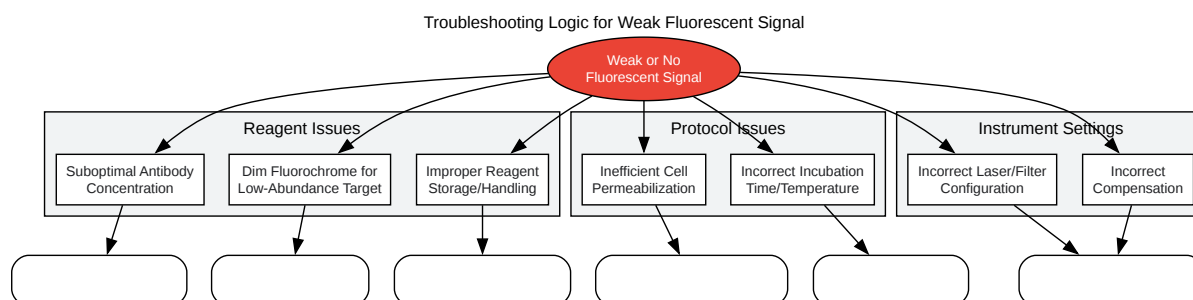 Troubleshooting Logic for Weak Fluorescent Signal
Weak or No
Fluorescent Signal
Reagent Issues
Protocol Issues
Instrument Settings
Suboptimal Antibody
Concentration
Dim Fluorochrome for
Low-Abundance Target
Improper Reagent
Storage/Handling
Inefficient Cell
Permeabilization
Incorrect Incubation
Time/Temperature
Incorrect Laser/Filter
Configuration
Incorrect
Compensation